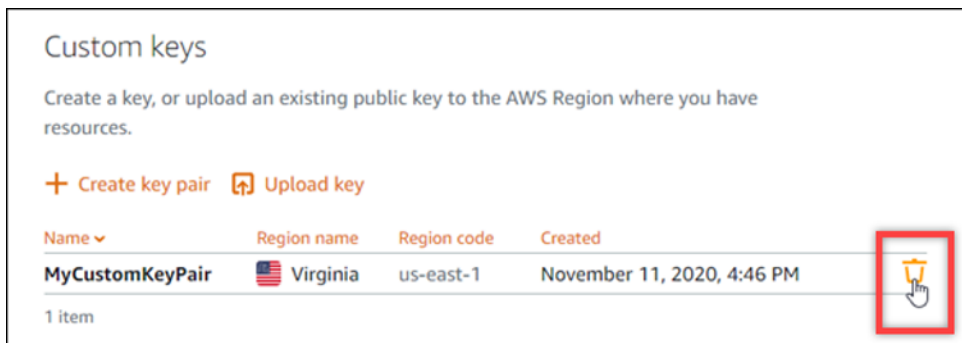 Custom keys
Create a key, or upload an existing public key to the AWS Region where you have
resources.
Create key pair Upload key
Name Region name Region code Created
MyCustomKeyPair Virginia us-east-1 November 11, 2020, 4:46 PM
1 item